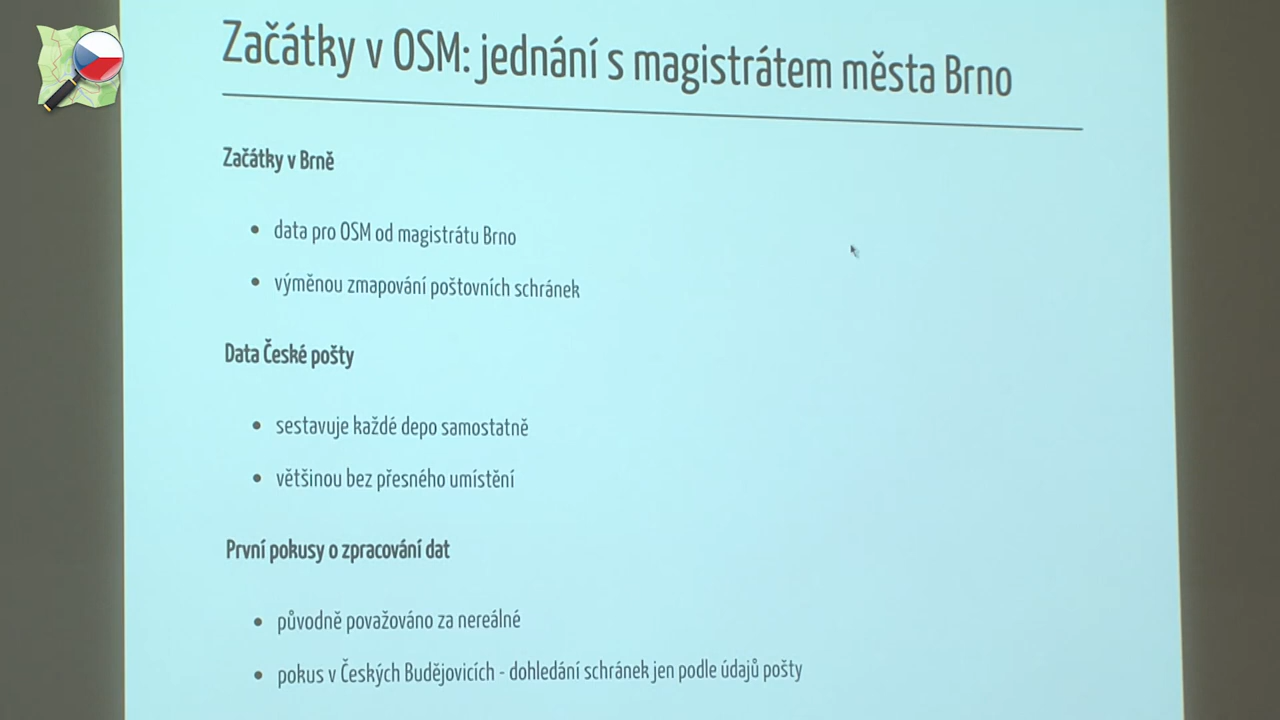 Začátky v OSM: jednání s magistrátem města Brno
Začátky v Brně
• data pro OSM od magistrátu Brno
• výměnou zmapování poštovních schránek
Data České pošty
• sestavuje každé depo samostatně
• většinou bez přesného umístění
První pokusy o zpracování dat
• původně považováno za nereálné
• pokus v Českých Budějovicích - dohledání schránek jen podle údajů pošty